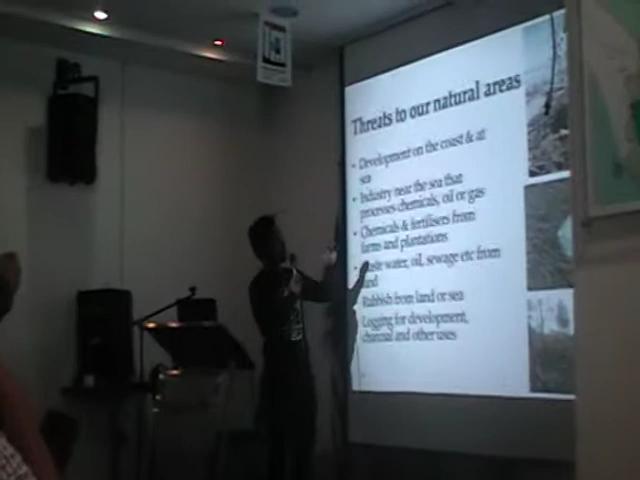 Threats to our natural areas
• Development on the coast & at
sea
• Industry near the sea that
processes chemicals, oil or gas
• Chemicals & fertilisers from
farms and plantations
water, oil, sewage etc from
Rubbish from land or sea
Logging for development,
charcoal and other uses